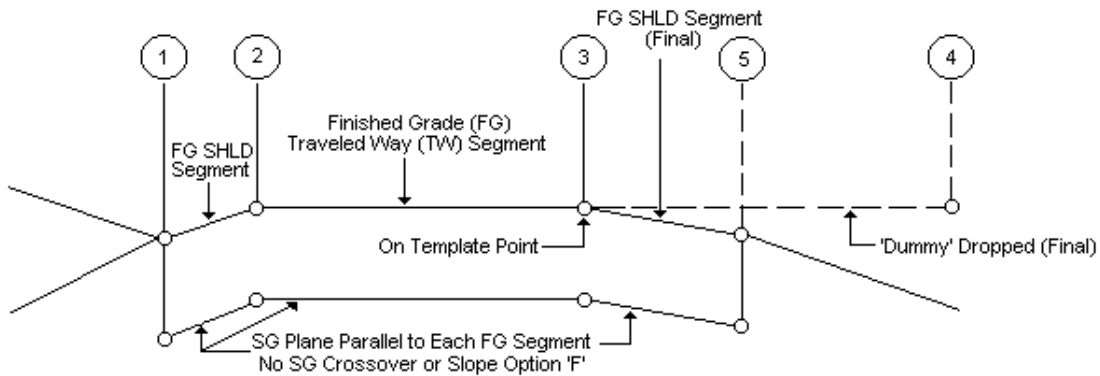 FG SHLD Segment
(Final)
1
2
3
5
4
Finished Grade (FG)
Traveled Way (TW) Segment
FG SHLD
Segment
On Template Point
'Dummy' Dropped (Final)
SG Plane Parallel to Each FG Segment
No SG Crossover or Slope Option 'F'